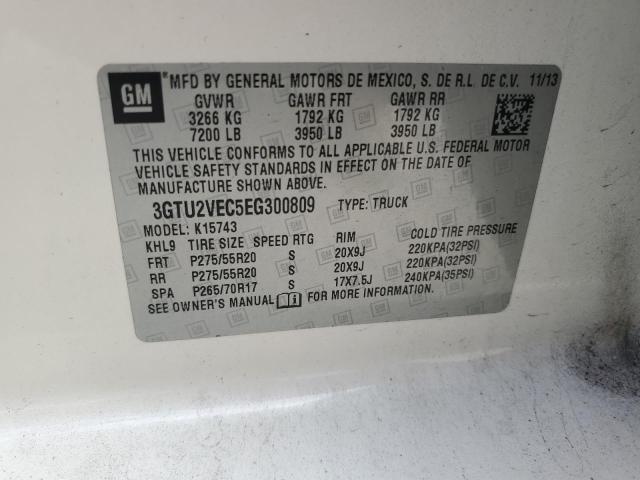 GM *MFD BY GENERAL MOTORS DE MEXICO, S. DE R.L. DE C.V. 11/13
GVWR GAWR FRT GAWR RR
3266 KG 1792 KG 1792 KG
7200 LB 3950 LB 3950 LB
THIS VEHICLE CONFORMS TO ALL APPLICABLE U.S. FEDERAL MOTOR
VEHICLE SAFETY STANDARDS IN EFFECT ON THE DATE OF
MANUFACTURE SHOWN ABOVE.
3GTU2VEC5EG300809 TYPE: TRUCK
MODEL: K15743
KHL9 TIRE SIZE SPEED RTG RIM COLD TIRE PRESSURE
FRT P275/55R20 S 20X9J 220KPA(32PSI)
RR P275/55R20 S 20X9J 220KPA(32PSI)
SPA P265/70R17 S 17X7.5J 240KPA(35PSI)
SEE OWNER'S MANUAL FOR MORE INFORMATION.